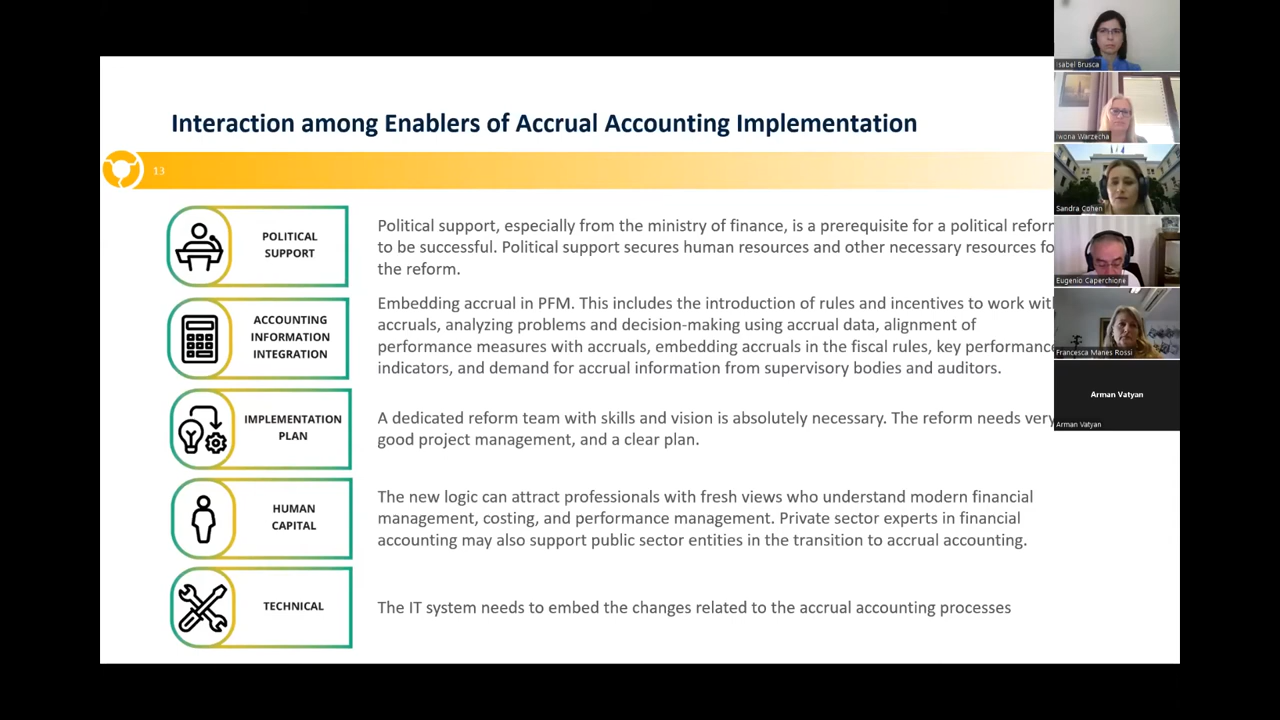 Interaction among Enablers of Accrual Accounting Implementation
13
POLITICAL
SUPPORT
Political support, especially from the ministry of finance, is a prerequisite for a political reform
to be successful. Political support secures human resources and other necessary resources fo
the reform.
ACCOUNTING
INFORMATION
INTEGRATION
Embedding accrual in PFM. This includes the introduction of rules and incentives to work with
accruals, analyzing problems and decision-making using accrual data, alignment of
performance measures with accruals, embedding accruals in the fiscal rules, key performance
indicators, and demand for accrual information from supervisory bodies and auditors.
IMPLEMENTATION
PLAN
A dedicated reform team with skills and vision is absolutely necessary. The reform needs very
good project management, and a clear plan.
HUMAN
CAPITAL
The new logic can attract professionals with fresh views who understand modern financial
management, costing, and performance management. Private sector experts in financial
accounting may also support public sector entities in the transition to accrual accounting.
TECHNICAL
The IT system needs to embed the changes related to the accrual accounting processes
Isabel Brusca
Iwona Warzecha
Sandra Cohen
Eugenio Caperchione
Francesca Manes Rossi
Arman Vatyan
Arman Vatyan